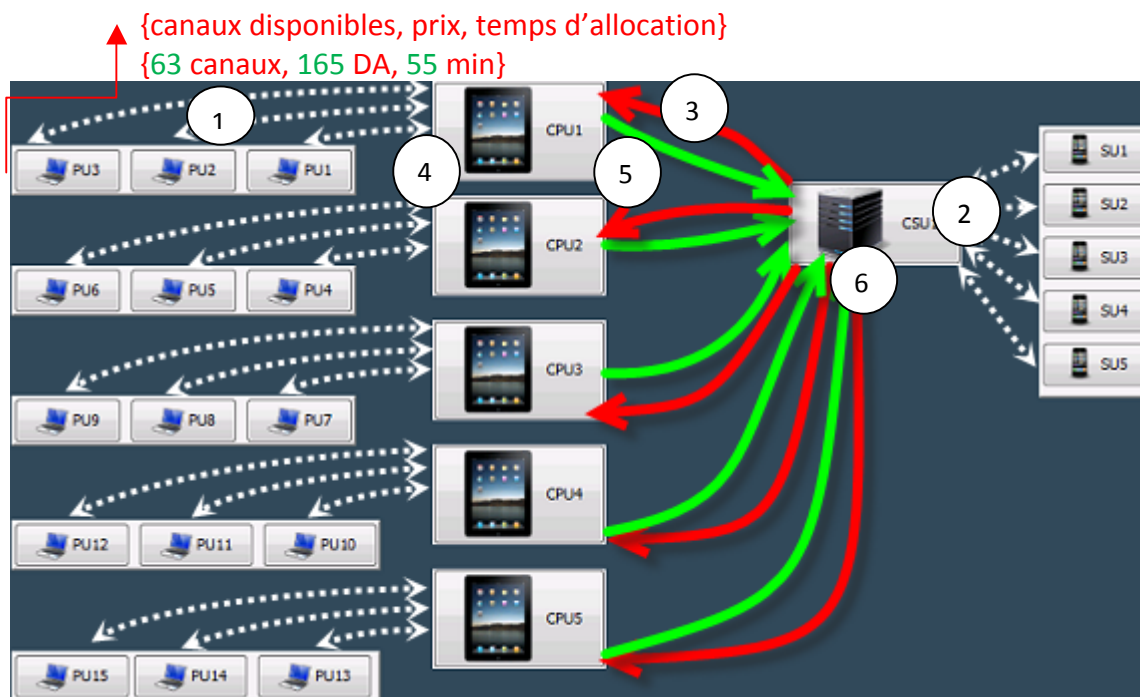 {canaux disponibles, prix, temps d’allocation}
{63 canaux, 165 DA, 55 min}
1
3
CPU1
PU3 PU2 PU1
4
5
SU1
SU2
CPU2
CSU1
2
SU3
PU6 PU5 PU4
6
SU4
CPU3
SU5
PU9 PU8 PU7
CPU4
PU12 PU11 PU10
CPU5
PU15 PU14 PU13